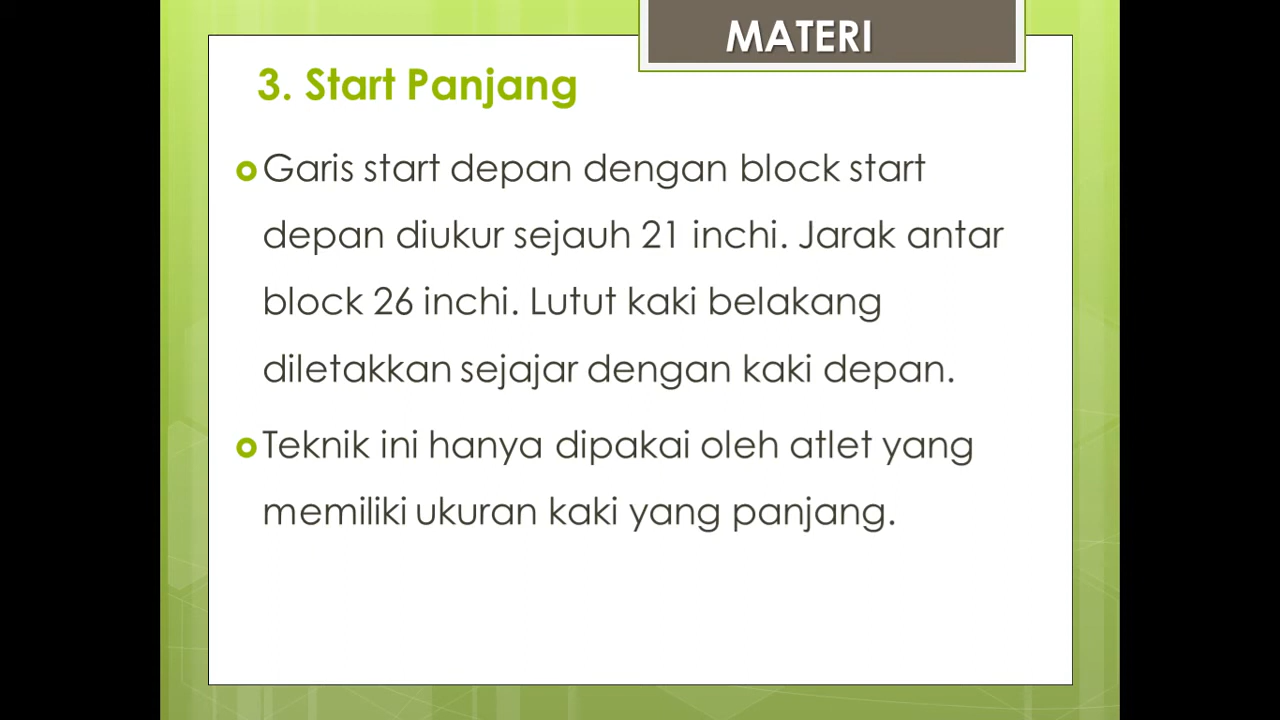 MATERI
3. Start Panjang
Garis start depan dengan block start
depan diukur sejauh 21 inchi. Jarak antar
block 26 inchi. Lutut kaki belakang
diletakkan sejajar dengan kaki depan.
Teknik ini hanya dipakai oleh atlet yang
memiliki ukuran kaki yang panjang.